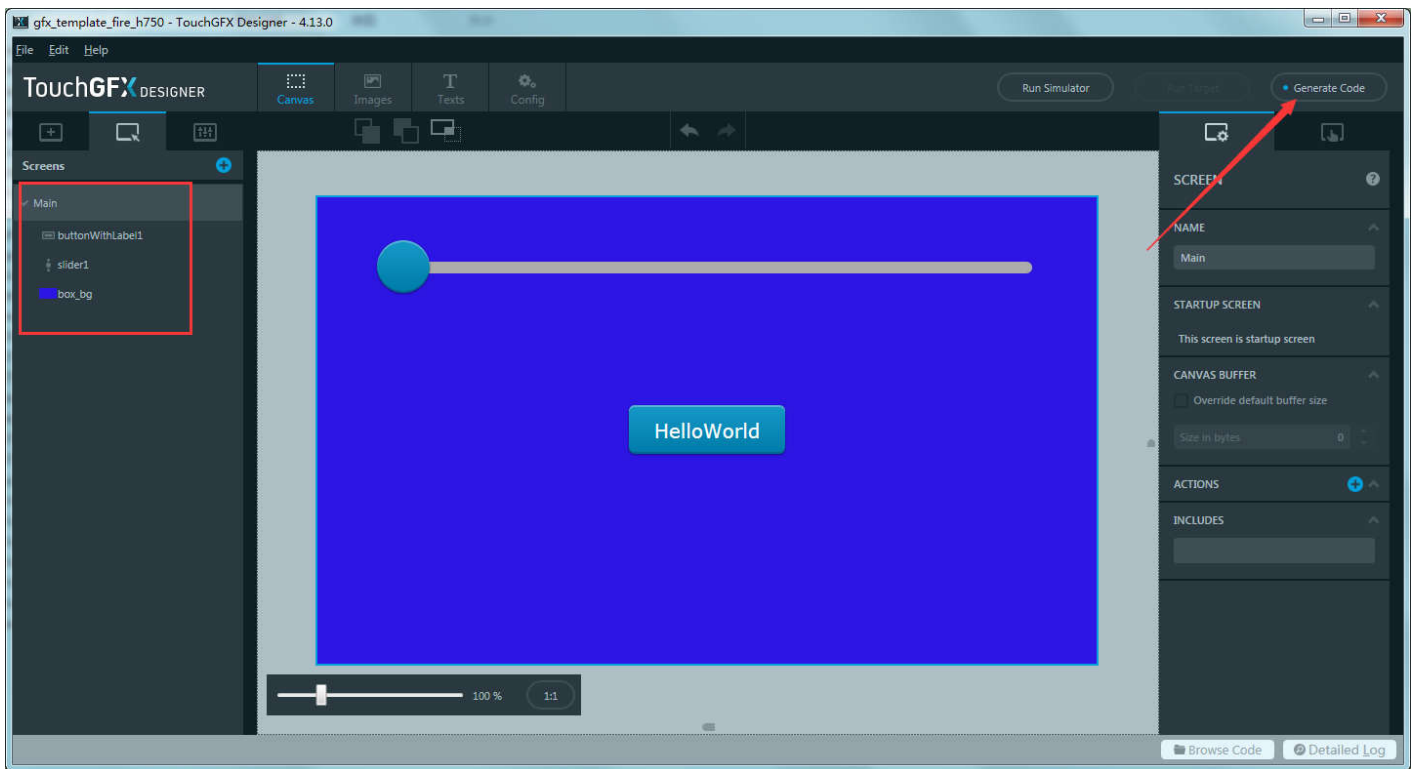 gfx_template_fire_h750 - TouchGFX Designer - 4.13.0
File Edit Help
TouchGFX DESIGNER
Canvas
Images
Texts
Config
Run Simulator
Run Target
Generate Code
Screens
Main
buttonWithLabel1
slider1
box_bg
HelloWorld
100 %
1:1
SCREEN
NAME
Main
STARTUP SCREEN
This screen is startup screen
CANVAS BUFFER
Override default buffer size
Size in bytes 0
ACTIONS
INCLUDES
Browse Code
Detailed Log